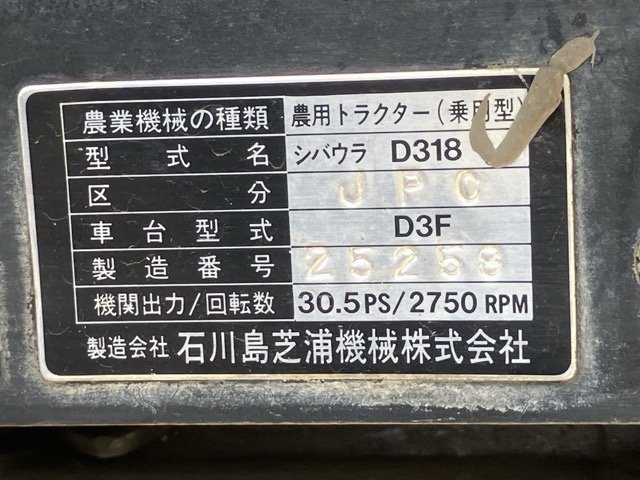 農業機械の種類 農用トラクター(乗用型)
型式名 シバウラ D318
区分 JPC
車台型式 D3F
製造番号 25258
機関出力/回転数 30.5PS/2750RPM
製造会社 石川島芝浦機械株式会社